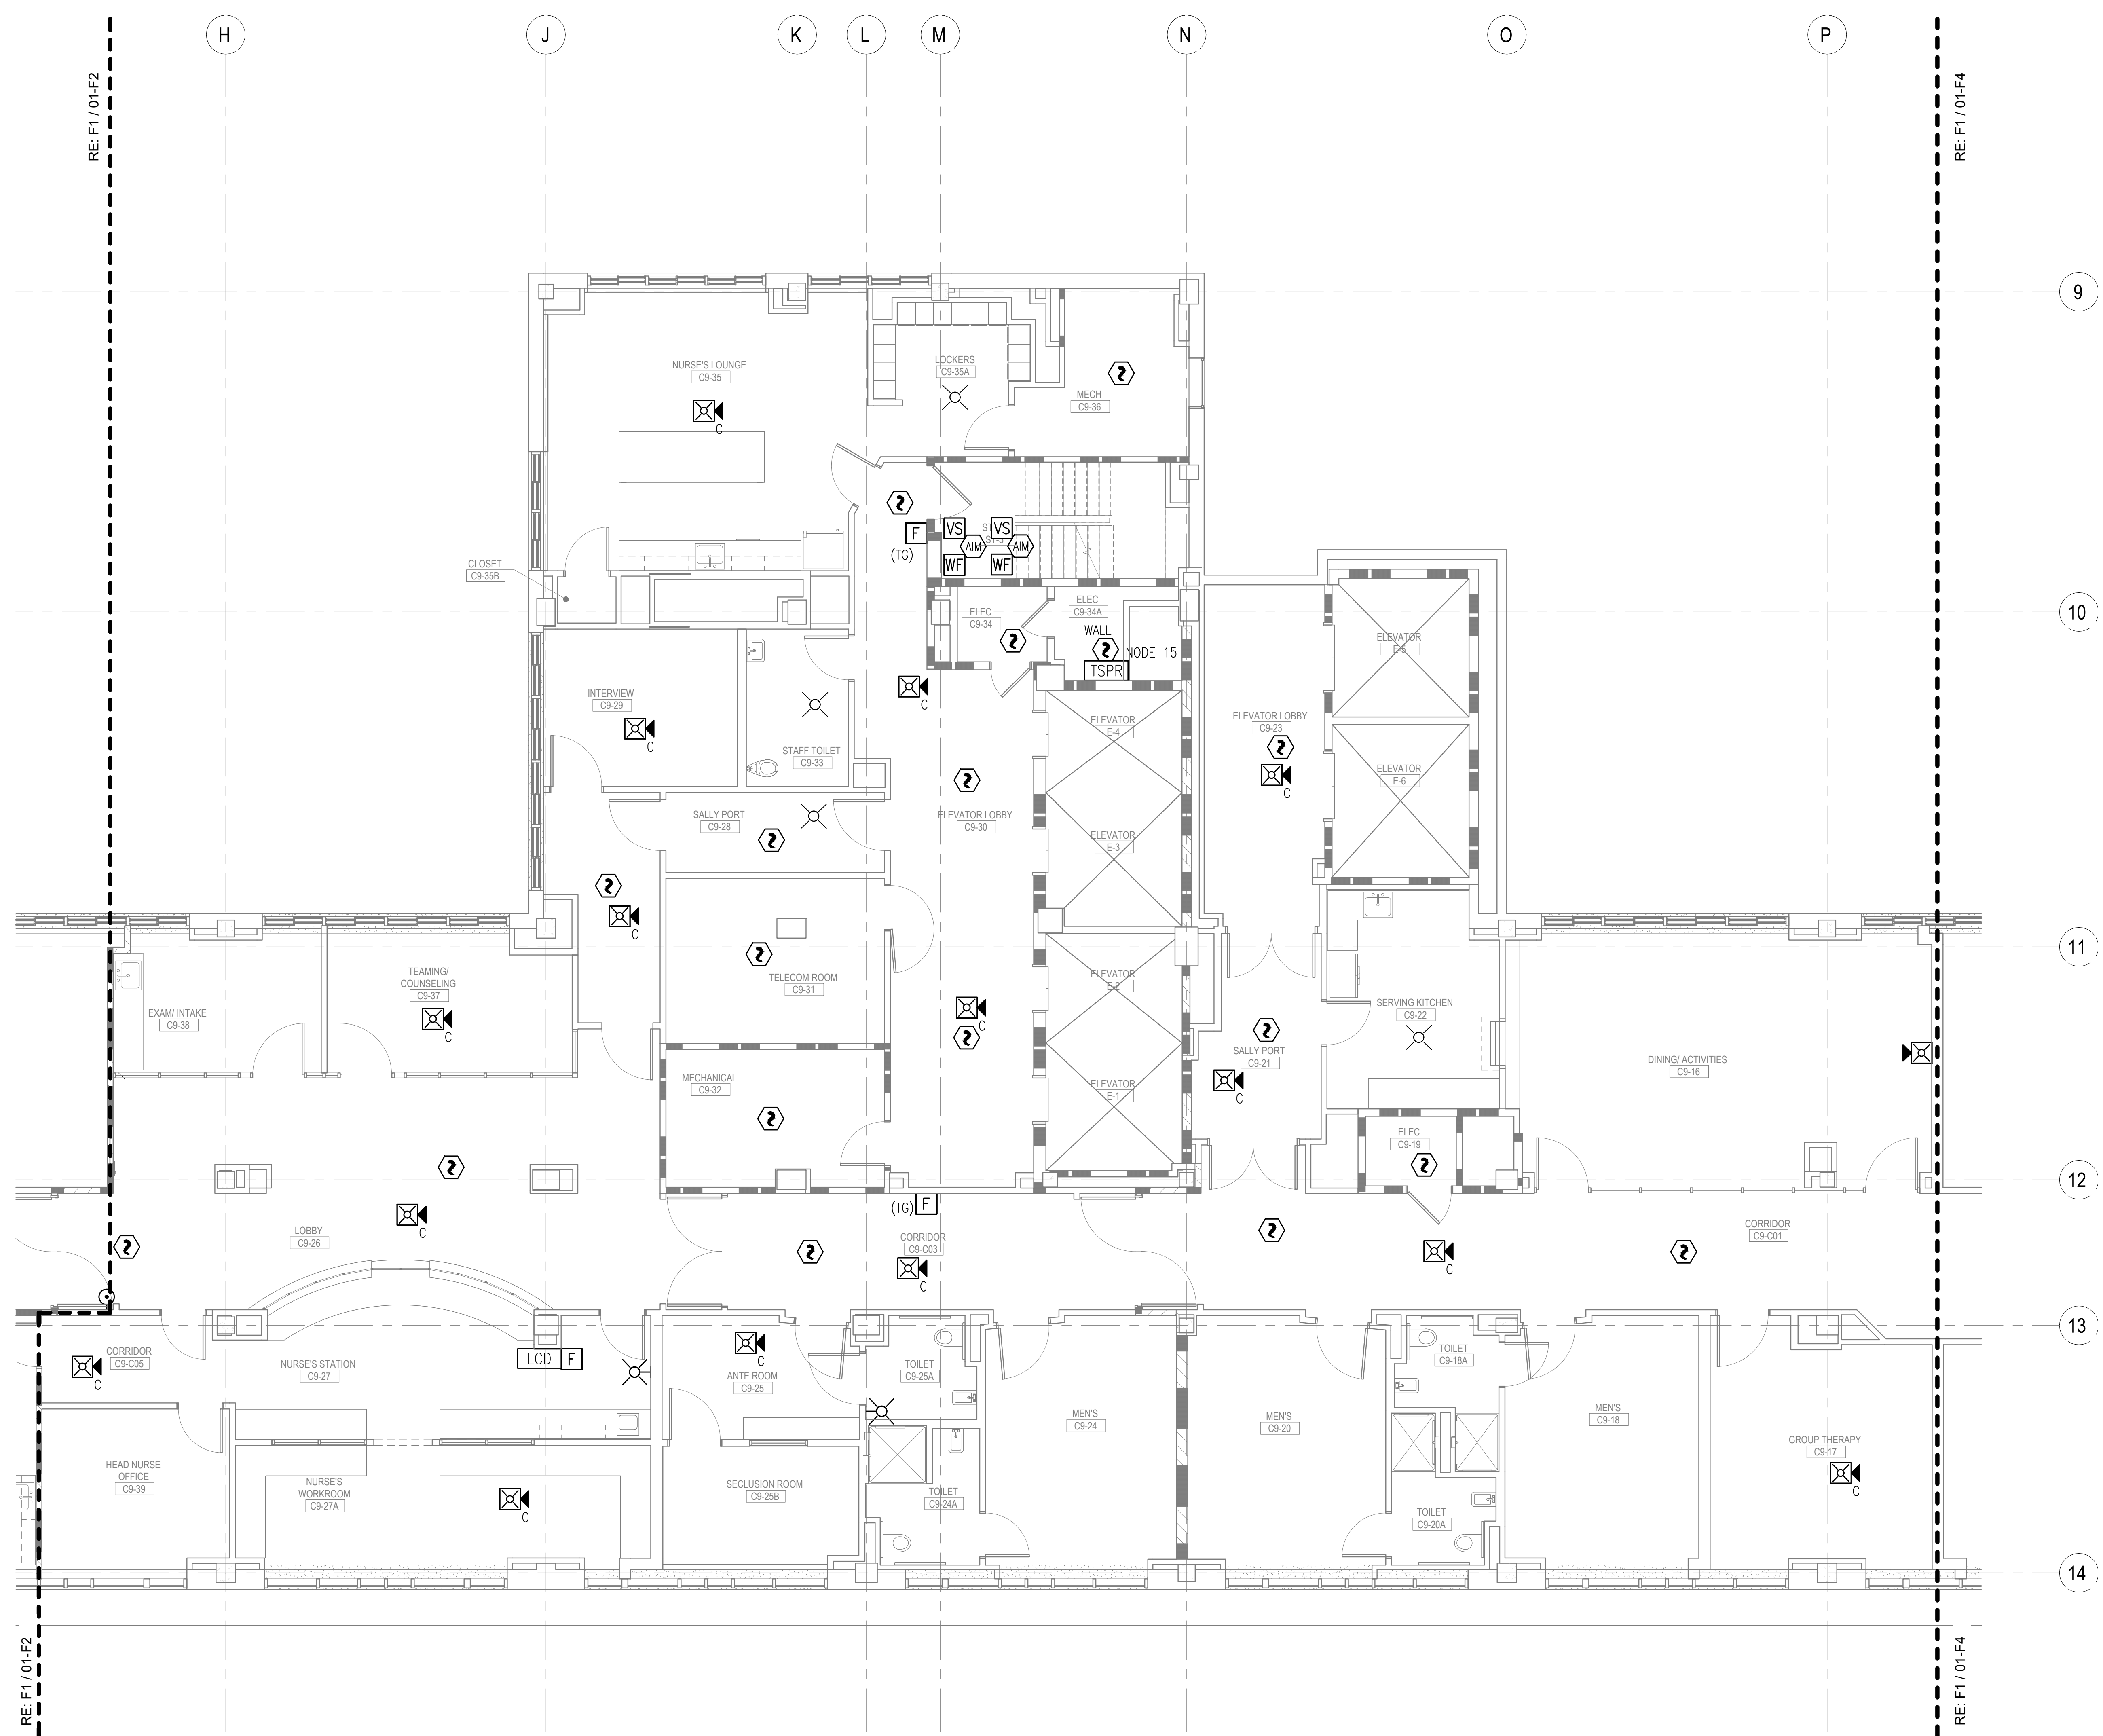 H
J
K
L
M
N
O
P
RE: F1 / 01-F2
RE: F1 / 01-F4
9
NURSE'S LOUNGE
C9-35
LOCKERS
C9-35A
MECH
C9-36
C
F
(TG)
VS
VS
AIM
AIM
WF
WF
CLOSET
C9-35B
ELEC
C9-34
ELEC
C9-34A
WALL
NODE 15
TSPR
10
ELEVATOR
E-5
INTERVIEW
C9-29
C
STAFF TOILET
C9-33
C
ELEVATOR
E-4
ELEVATOR LOBBY
C9-23
C
ELEVATOR
E-6
SALLY PORT
C9-28
ELEVATOR LOBBY
C9-30
ELEVATOR
E-3
C
11
TEAMING/
COUNSELING
C9-37
C
EXAM/ INTAKE
C9-38
TELECOM ROOM
C9-31
C
ELEVATOR
E-2
SERVING KITCHEN
C9-22
SALLY PORT
C9-21
C
DINING/ ACTIVITIES
C9-16
MECHANICAL
C9-32
ELEVATOR
E-1
ELEC
C9-19
12
LOBBY
C9-26
C
(TG)
F
CORRIDOR
C9-C03
C
C
CORRIDOR
C9-C01
13
CORRIDOR
C9-C05
C
NURSE'S STATION
C9-27
LCD
F
C
ANTE ROOM
C9-25
TOILET
C9-25A
TOILET
C9-18A
MEN'S
C9-24
MEN'S
C9-20
MEN'S
C9-18
GROUP THERAPY
C9-17
C
HEAD NURSE
OFFICE
C9-39
NURSE'S
WORKROOM
C9-27A
C
SECLUSION ROOM
C9-25B
TOILET
C9-24A
TOILET
C9-20A
14
RE: F1 / 01-F2
RE: F1 / 01-F4